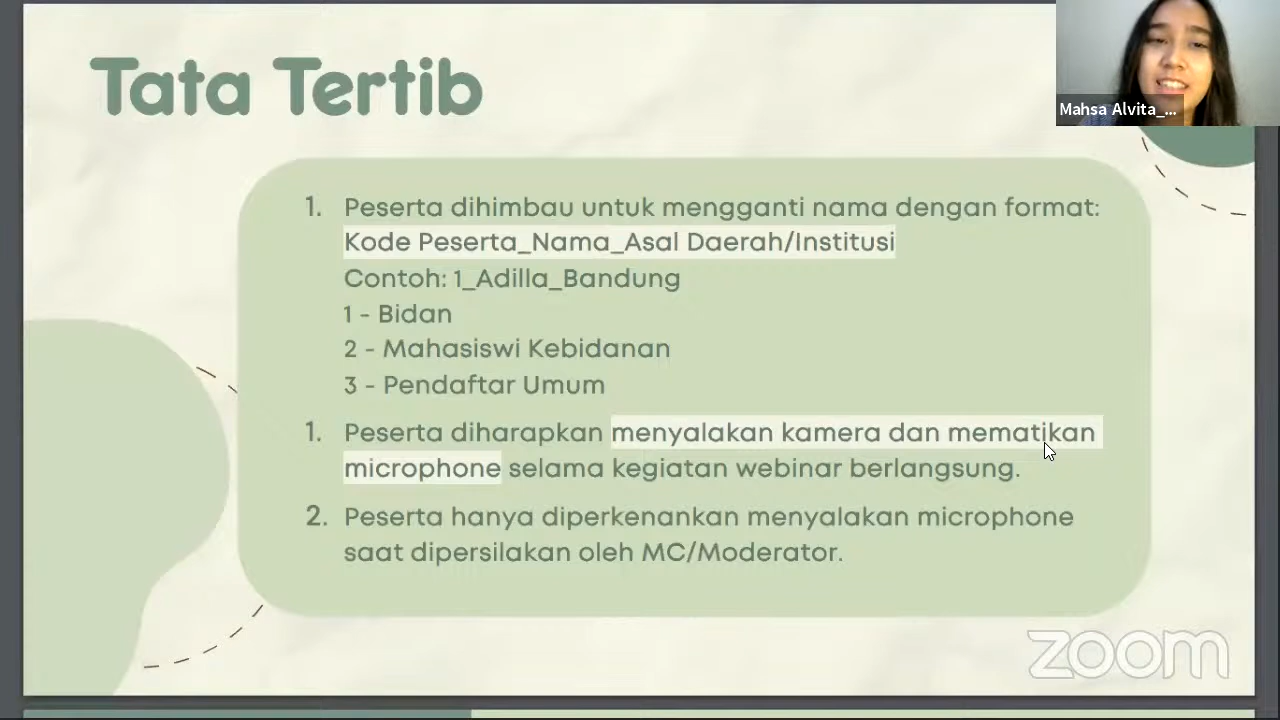 Tata Tertib
Mahsa Alvita_...
1. Peserta dihimbau untuk mengganti nama dengan format:
Kode Peserta_Nama_Asal Daerah/Institusi
Contoh: 1_Adilla_Bandung
1 - Bidan
2 - Mahasiswi Kebidanan
3 - Pendaftar Umum
1. Peserta diharapkan menyalakan kamera dan mematikan
microphone selama kegiatan webinar berlangsung.
2. Peserta hanya diperkenankan menyalakan microphone
saat dipersilakan oleh MC/Moderator.
zoom